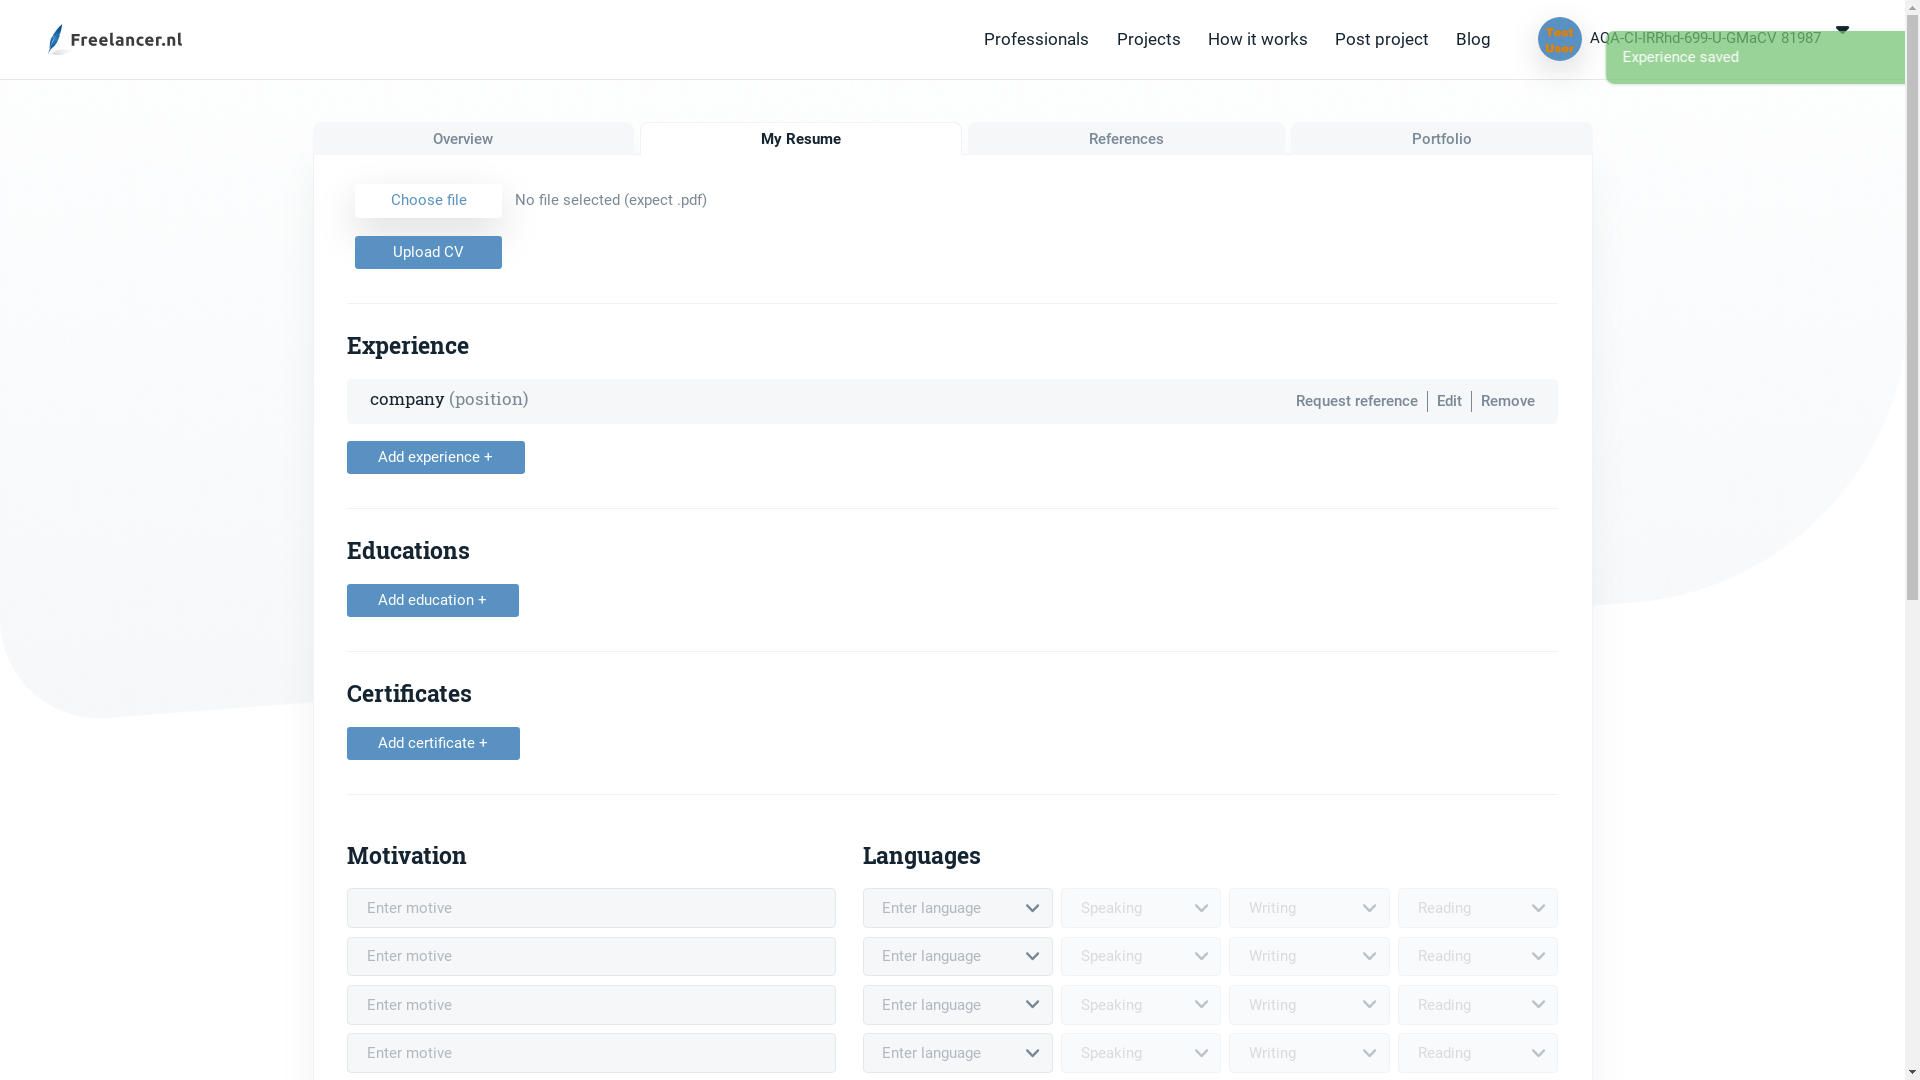 Freelancer.nl
Professionals Projects How it works Post project Blog
Test User
ACA-CI-IRRhd-699-U-GMaCV 81987
Experience saved
Overview My Resume References Portfolio
Choose file No file selected (expect .pdf)
Upload CV
Experience
company (position) Request reference Edit Remove
Add experience +
Educations
Add education +
Certificates
Add certificate +
Motivation
Enter motive
Enter motive
Enter motive
Enter motive
Languages
Enter language Speaking Writing Reading
Enter language Speaking Writing Reading
Enter language Speaking Writing Reading
Enter language Speaking Writing Reading